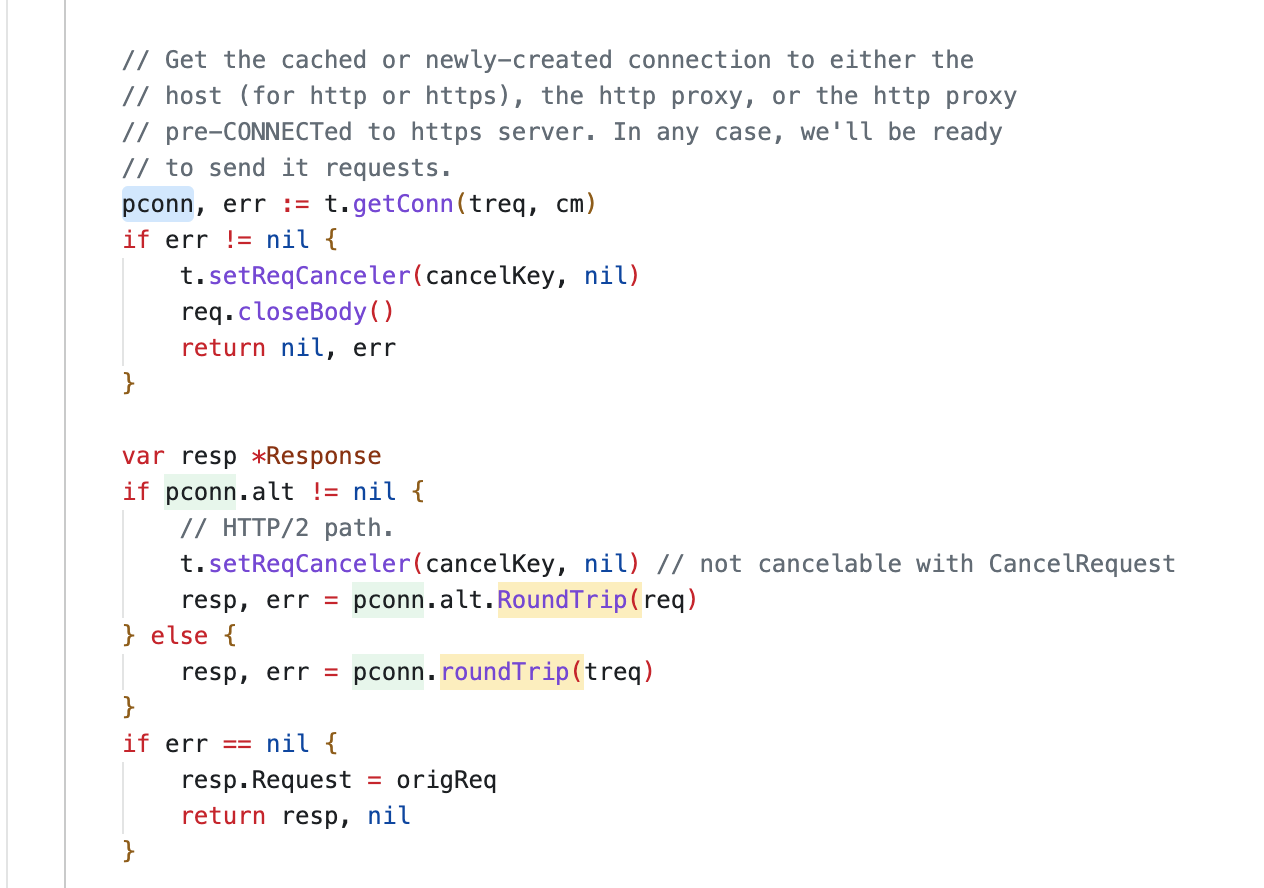 // Get the cached or newly-created connection to either the
// host (for http or https), the http proxy, or the http proxy
// pre-CONNECTed to https server. In any case, we'll be ready
// to send it requests.
pconn, err := t.getConn(treq, cm)
if err != nil {
    t.setReqCanceler(cancelKey, nil)
    req.closeBody()
    return nil, err
}

var resp *Response
if pconn.alt != nil {
    // HTTP/2 path.
    t.setReqCanceler(cancelKey, nil) // not cancelable with CancelRequest
    resp, err = pconn.alt.RoundTrip(req)
} else {
    resp, err = pconn.roundTrip(treq)
}
if err == nil {
    resp.Request = origReq
    return resp, nil
}